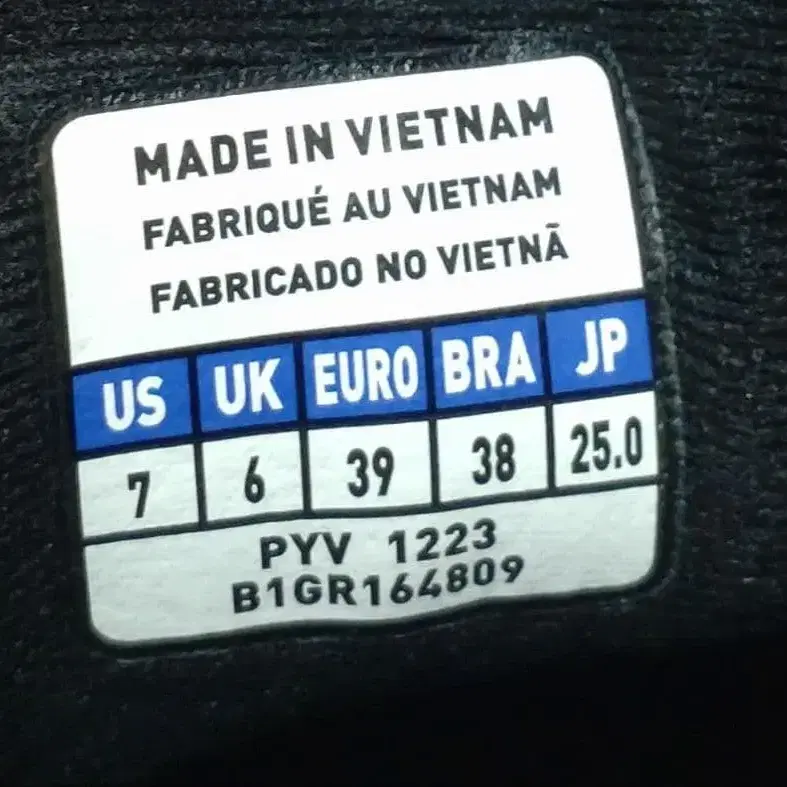 MADE IN VIETNAM
FABRIQUÉ AU VIETNAM
FABRICADO NO VIETNÃ
US UK EURO BRA JP
7 6 39 38 25.0
PYV 1223
B1GR164809